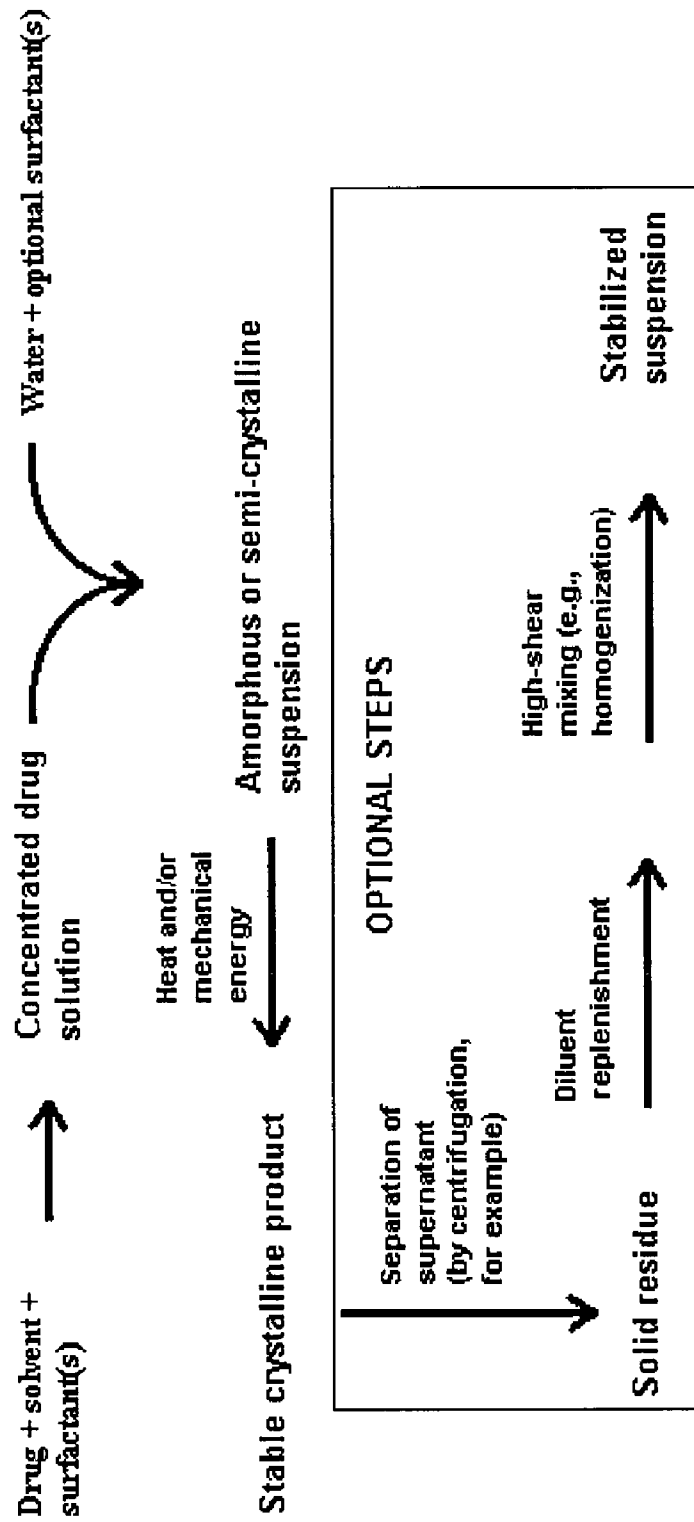 Drug + solvent +
surfactant(s)
Concentrated drug
solution
Water + optional surfactant(s)
Amorphous or semi-crystalline
suspension
Heat and/or
mechanical
energy
Stable crystalline product
OPTIONAL STEPS
Separation of
supernatant
(by centrifugation,
for example)
Solid residue
Diluent
replenishment
High-shear
mixing (e.g.,
homogenization)
Stabilized
suspension